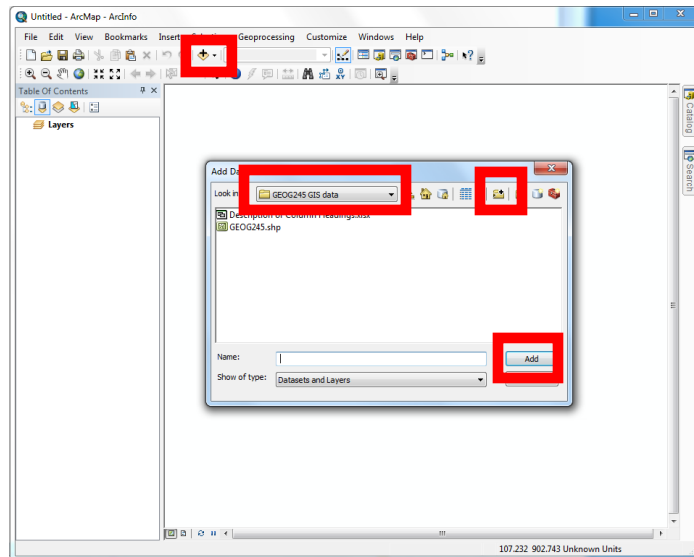 Untitled - ArcMap - ArcInfo
File Edit View Bookmarks Insert Selection Geoprocessing Customize Windows Help
Table Of Contents
Layers
Catalog
Search
Add Da
Look in
GEOG245 GIS data
Description of Column Headings.xlsx
GEOG245.shp
Name:
Add
Show of type:
Datasets and Layers
107.232 902.743 Unknown Units